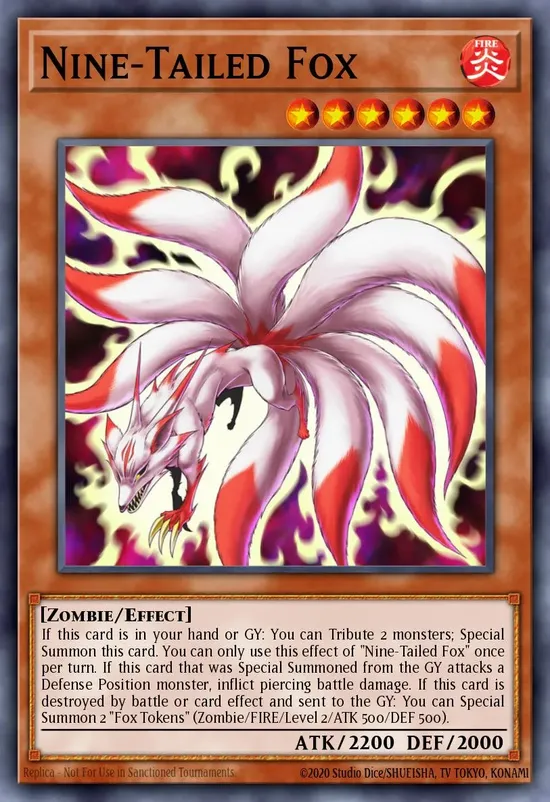 NINE-TAILED FOX
FIRE
炎
[ZOMBIE/EFFECT]
If this card is in your hand or GY: You can Tribute 2 monsters; Special
Summon this card. You can only use this effect of "Nine-Tailed Fox" once
per turn. If this card that was Special Summoned from the GY attacks a
Defense Position monster, inflict piercing battle damage. If this card is
destroyed by battle or card effect and sent to the GY: You can Special
Summon 2 "Fox Tokens" (Zombie/FIRE/Level 2/ATK 500/DEF 500).
ATK/2200 DEF/2000
Replica - Not For Use in Sanctioned Tournaments.
©2020 Studio Dice/SHUEISHA, TV TOKYO, KONAMI